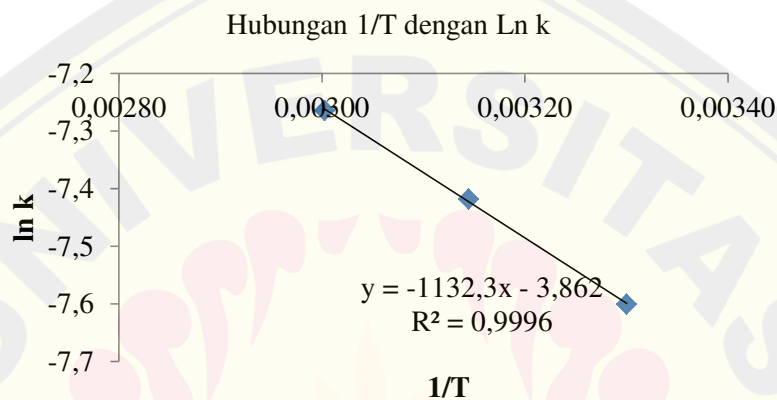 Hubungan 1/T dengan Ln k
-7,2
0,00280 0,00300 0,00320 0,00340
-7,3
-7,4
ln k
-7,5
y = -1132,3x - 3,862
-7,6
R² = 0,9996
-7,7
1/T
UNIVERSITAS